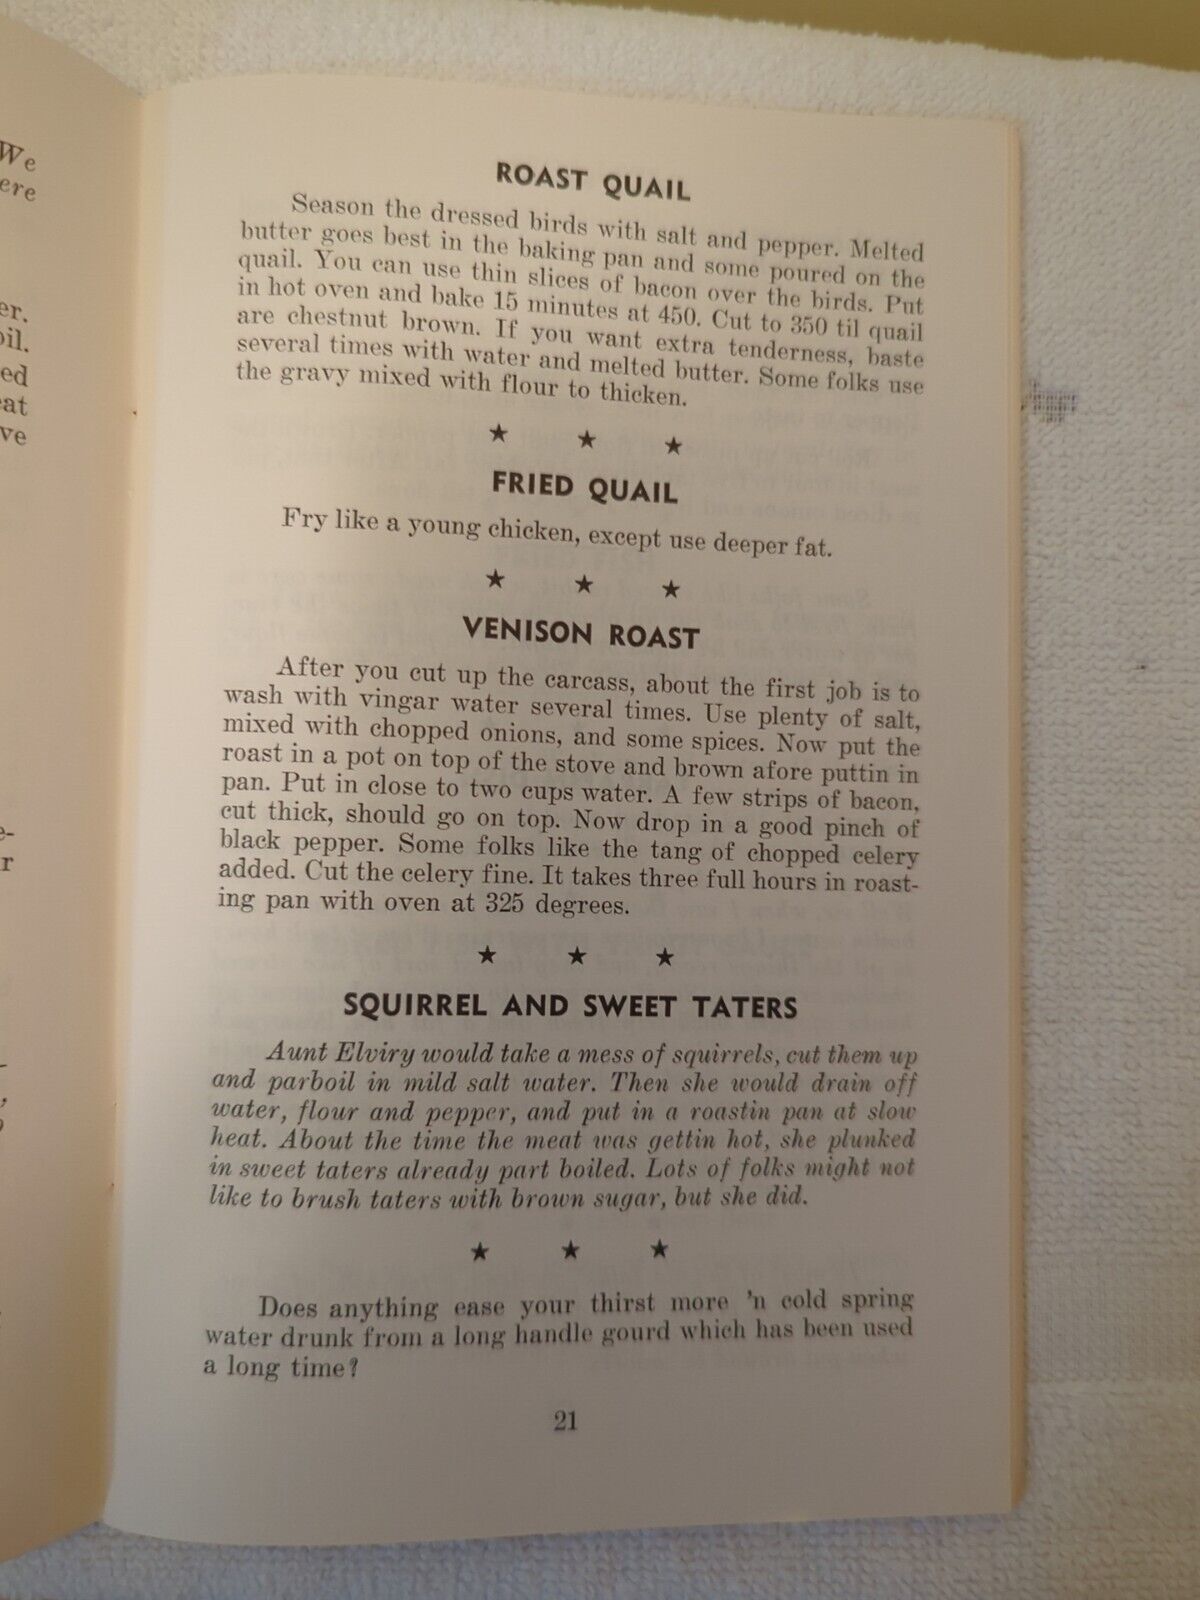 We
ere
er.
oil.
ed
eat
ve
e-
r
ROAST QUAIL
Season the dressed birds with salt and pepper. Melted
butter goes best in the baking pan and some poured on the
quail. You can use thin slices of bacon over the birds. Put
in hot oven and bake 15 minutes at 450. Cut to 350 til quail
are chestnut brown. If you want extra tenderness, baste
several times with water and melted butter. Some folks use
the gravy mixed with flour to thicken.
★ ★ ★
FRIED QUAIL
Fry like a young chicken, except use deeper fat.
★ ★ ★
VENISON ROAST
After you cut up the carcass, about the first job is to
wash with vingar water several times. Use plenty of salt,
mixed with chopped onions, and some spices. Now put the
roast in a pot on top of the stove and brown afore puttin in
pan. Put in close to two cups water. A few strips of bacon,
cut thick, should go on top. Now drop in a good pinch of
black pepper. Some folks like the tang of chopped celery
added. Cut the celery fine. It takes three full hours in roast-
ing pan with oven at 325 degrees.
★ ★ ★
SQUIRREL AND SWEET TATERS
Aunt Elviry would take a mess of squirrels, cut them up
and parboil in mild salt water. Then she would drain off
water, flour and pepper, and put in a roastin pan at slow
heat. About the time the meat was gettin hot, she plunked
in sweet taters already part boiled. Lots of folks might not
like to brush taters with brown sugar, but she did.
★ ★ ★
Does anything ease your thirst more 'n cold spring
water drunk from a long handle gourd which has been used
a long time?
21